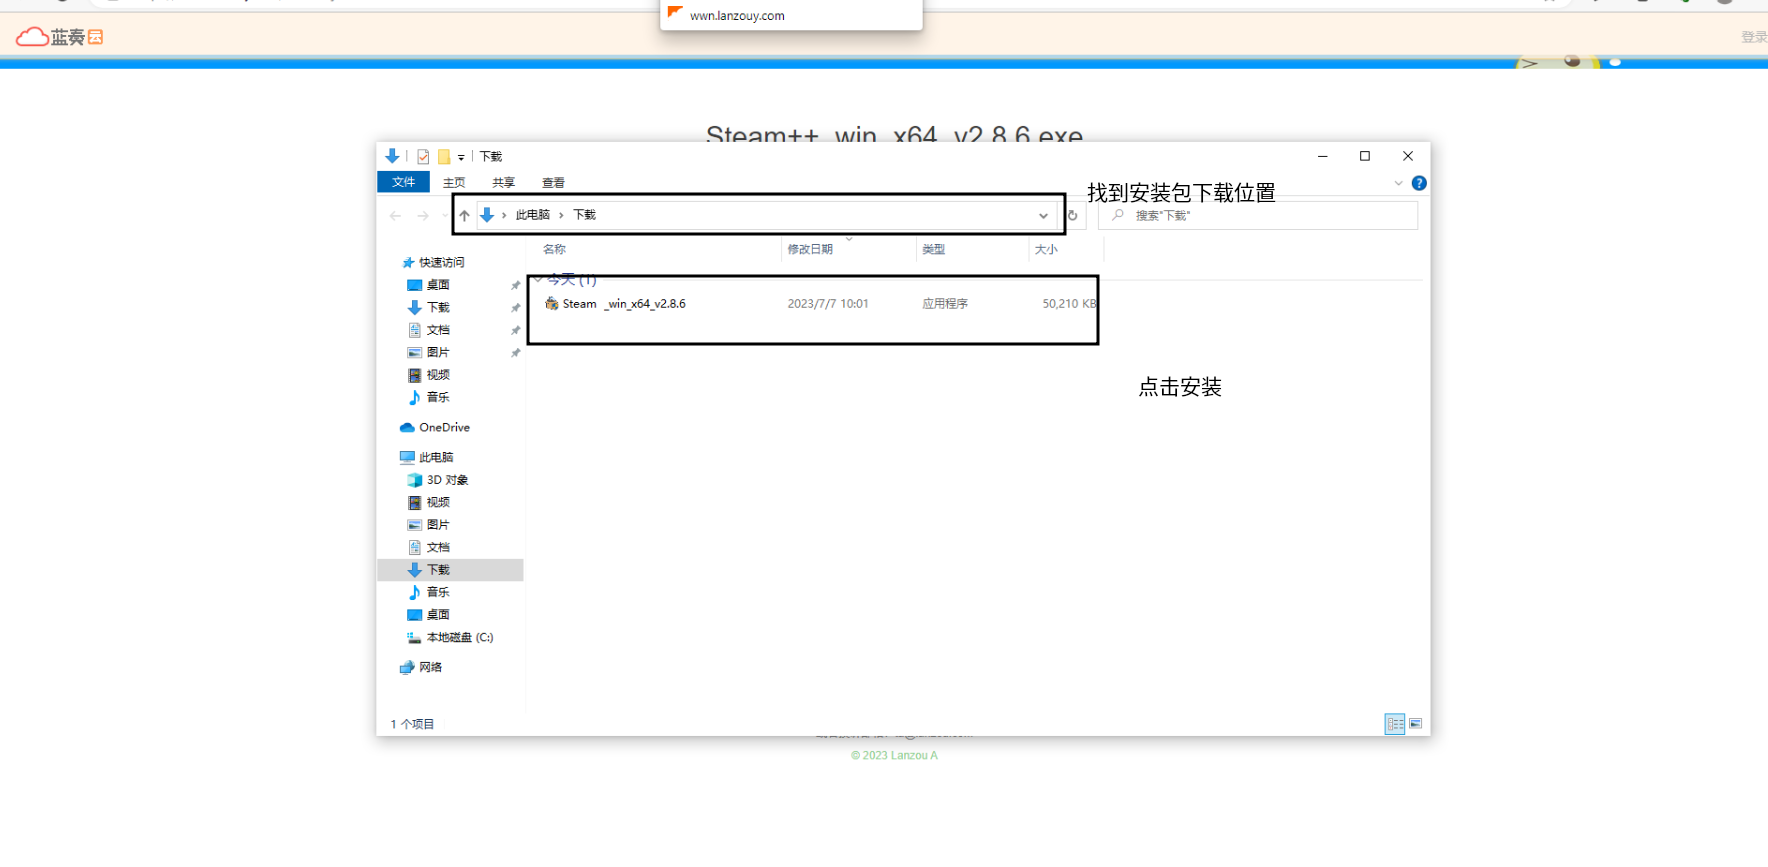 wwn.lanzouy.com
蓝奏云
登录
Steam++_win_x64_v2.8.6.exe
下载
文件 主页 共享 查看
找到安装包下载位置
此电脑 › 下载
搜索"下载"
名称 修改日期 类型 大小
快速访问
今天 (1)
桌面
Steam _win_x64_v2.8.6 2023/7/7 10:01 应用程序 50,210 KB
下载
文档
图片
视频
点击安装
音乐
OneDrive
此电脑
3D 对象
视频
图片
文档
下载
音乐
桌面
本地磁盘 (C:)
网络
1 个项目
© 2023 Lanzou A